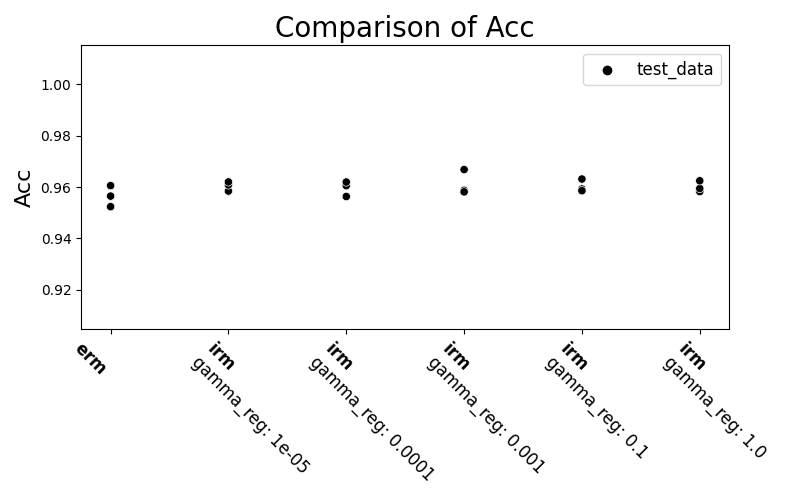 Comparison of Acc
test_data
Acc
1.00
0.98
0.96
0.94
0.92
erm
irm
gamma_reg: 1e-05
irm
gamma_reg: 0.0001
irm
gamma_reg: 0.001
irm
gamma_reg: 0.1
irm
gamma_reg: 1.0